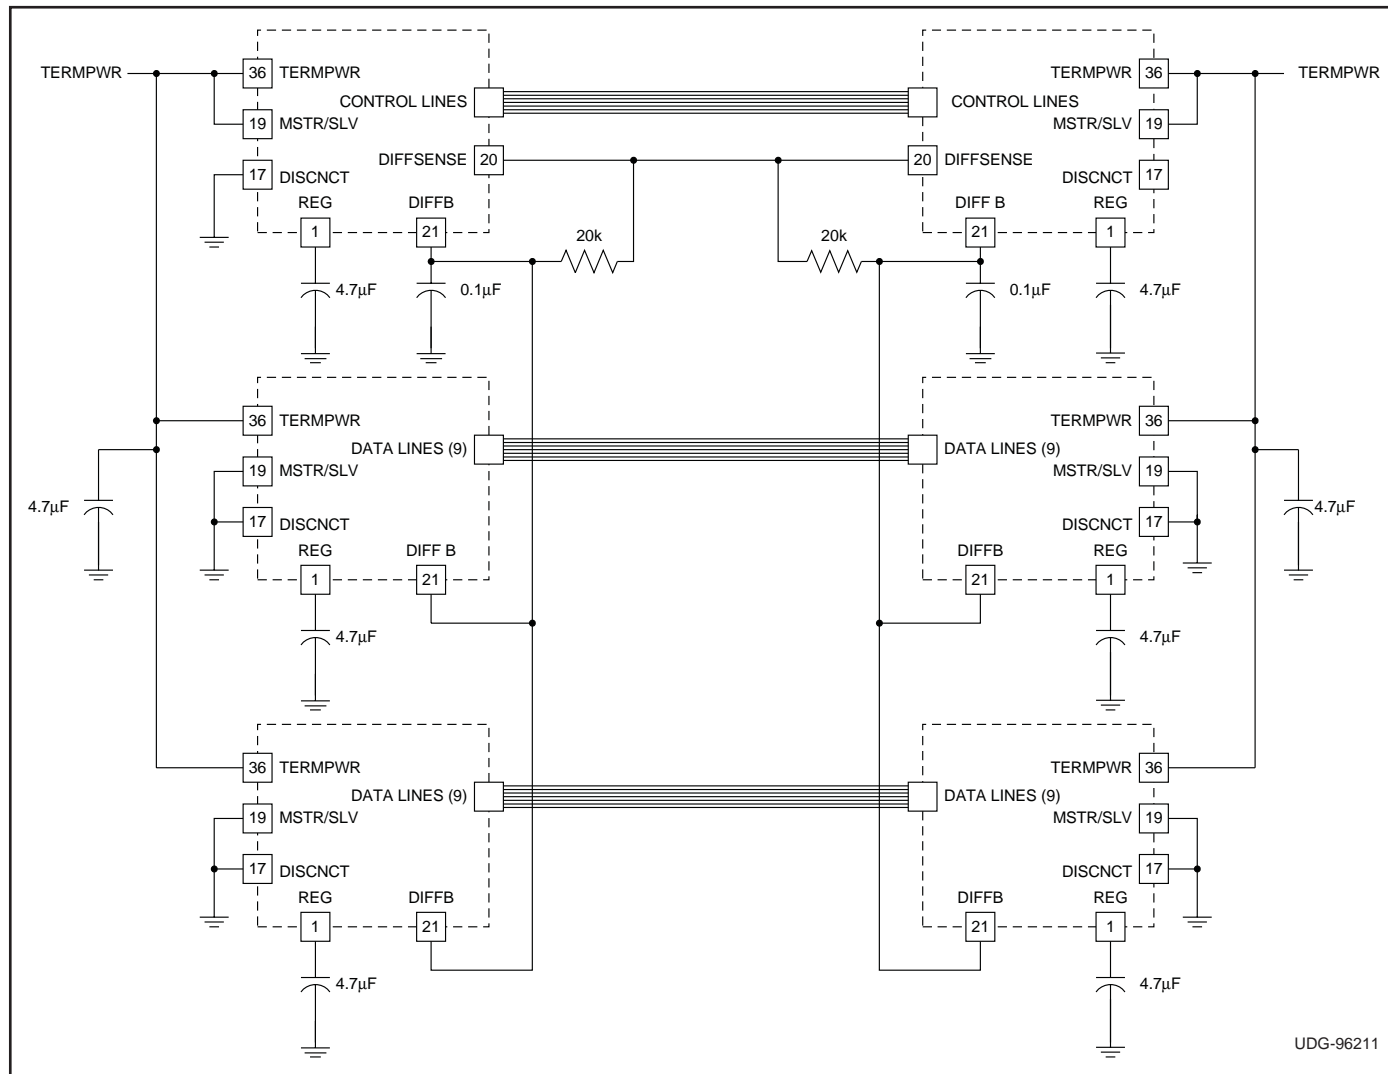 TERMPWR
36
TERMPWR
CONTROL LINES
19
MSTR/SLV
DIFFSENSE
20
17
DISCNCT
REG
DIFFB
1
21
20k
4.7µF
0.1µF
TERMPWR
36
TERMPWR
CONTROL LINES
MSTR/SLV
19
20
DIFFSENSE
DISCNCT
17
DIFF B
REG
21
1
20k
0.1µF
4.7µF
36
TERMPWR
DATA LINES (9)
19
MSTR/SLV
4.7µF
17
DISCNCT
REG
DIFF B
1
21
4.7µF
TERMPWR
36
DATA LINES (9)
MSTR/SLV
19
DISCNCT
17
4.7µF
DIFFB
REG
21
1
4.7µF
36
TERMPWR
DATA LINES (9)
19
MSTR/SLV
17
DISCNCT
REG
DIFFB
1
21
4.7µF
TERMPWR
36
DATA LINES (9)
MSTR/SLV
19
DISCNCT
17
DIFFB
REG
21
1
4.7µF
UDG-96211